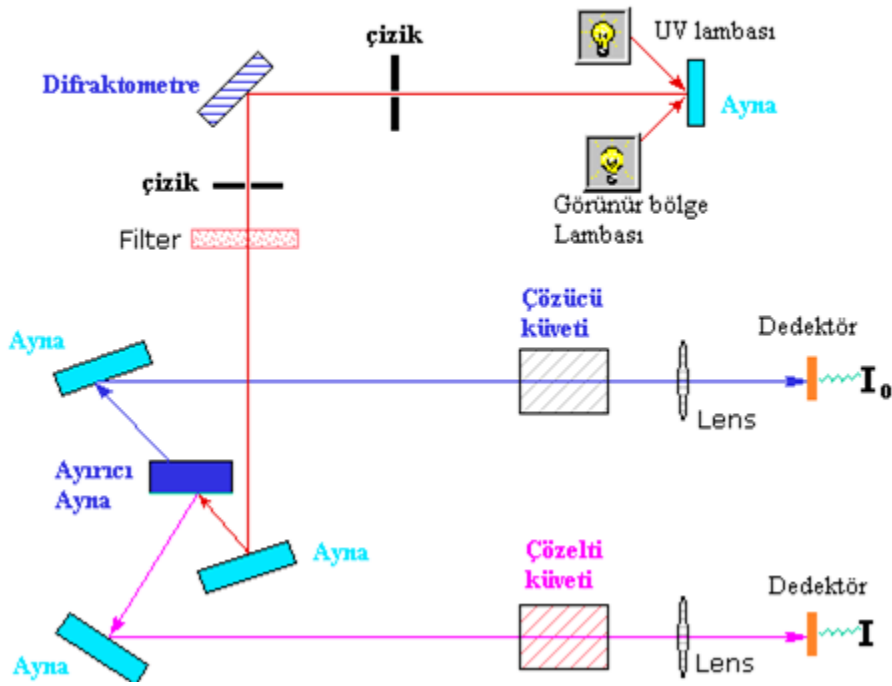 çizik
UV lambası
Difraktometre
Ayna
çizik
Görünür bölge
Lambası
Filter
Çözücü
küveti
Dedektör
Ayna
I₀
Lens
Ayırıcı
Ayna
Ayna
Çözelti
küveti
Dedektör
I
Lens
Ayna